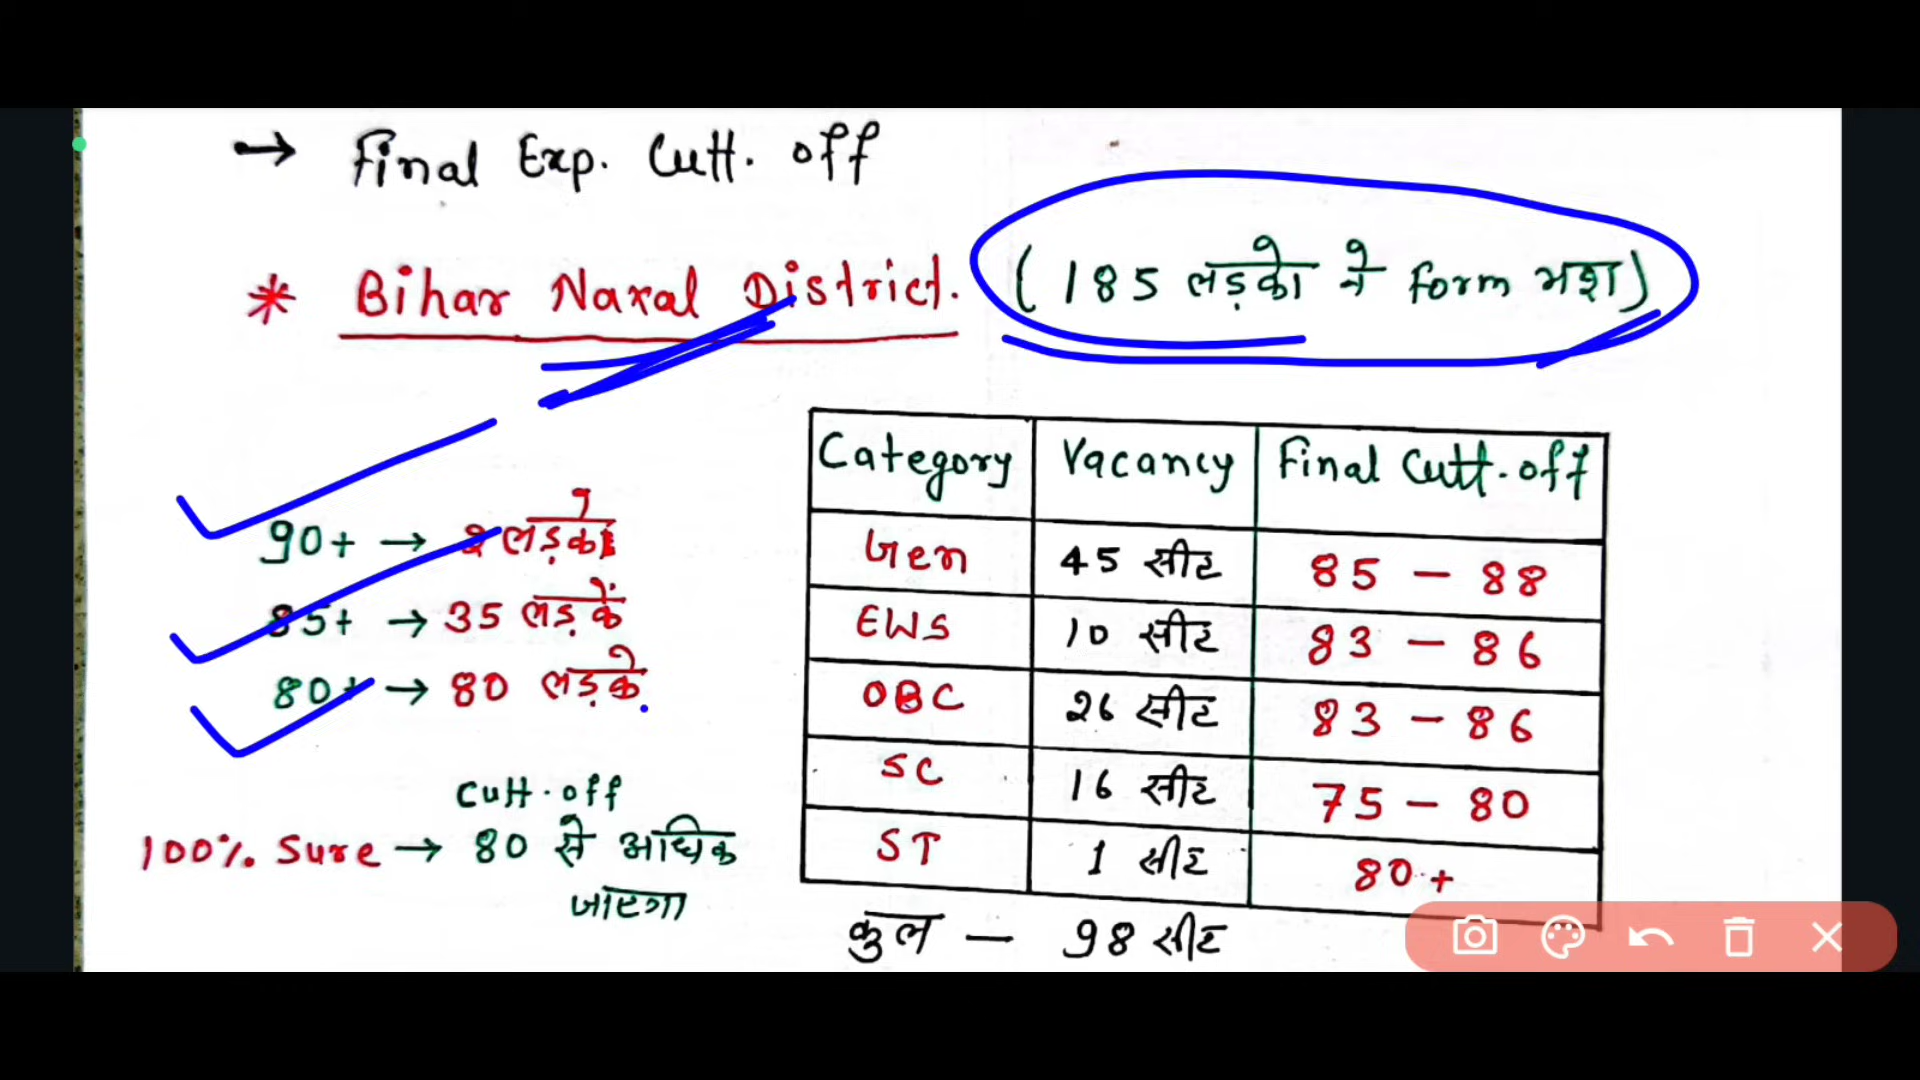 → Final Exp. Cutt. off
* Bihar Naxal District. (185 लड़को ने form भरा)
90+ → 2 लड़का
85+ → 35 लड़के
80+ → 80 लड़के
Cutt. off
100% Sure → 80 से अधिक
जाएगा
Category Vacancy Final Cutt. off
Gen 45 सीट 85 - 88
EWS 10 सीट 83 - 86
OBC 26 सीट 83 - 86
SC 16 सीट 75 - 80
ST 1 सीट 80+
कुल - 98 सीट